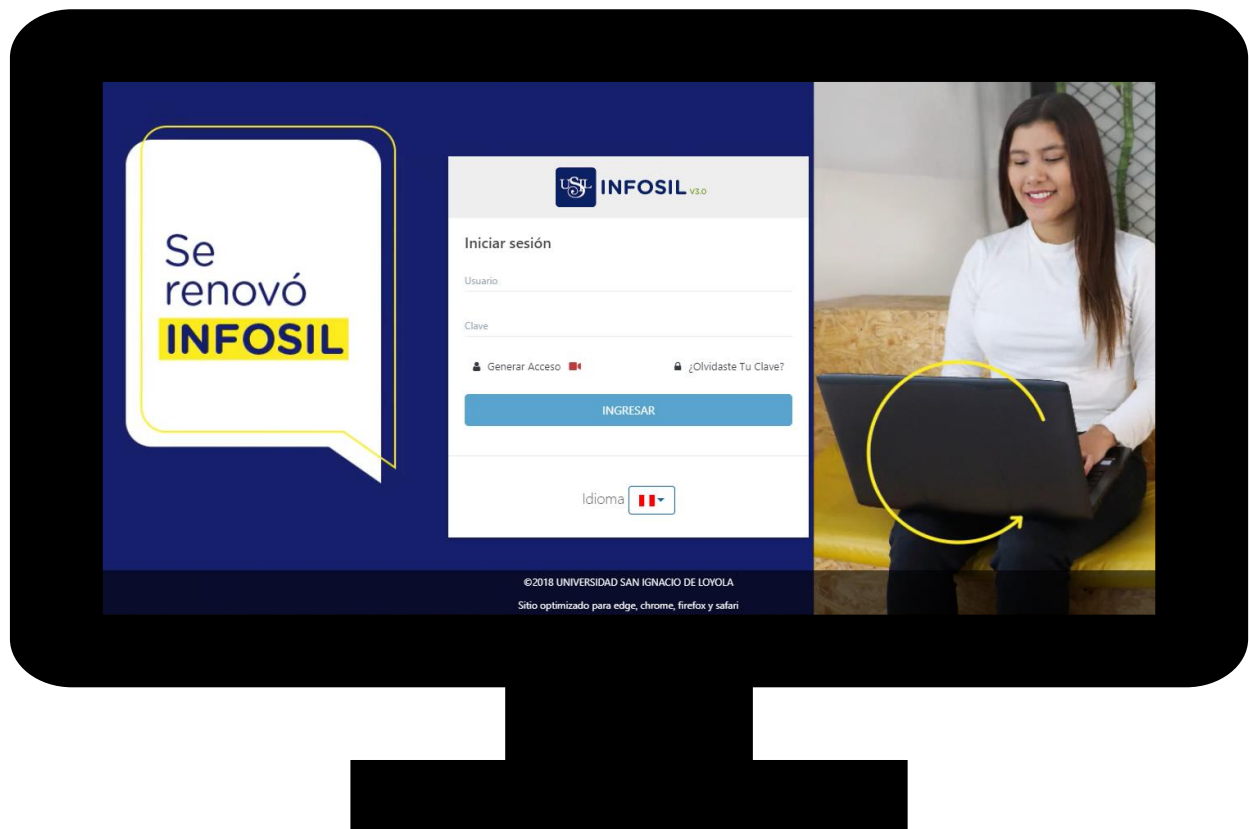 Se
renovó
INFOSIL
USIL INFOSIL V3.0
Iniciar sesión
Usuario
Clave
Generar Acceso
¿Olvidaste Tu Clave?
INGRESAR
Idioma
©2018 UNIVERSIDAD SAN IGNACIO DE LOYOLA
Sitio optimizado para edge, chrome, firefox y safari